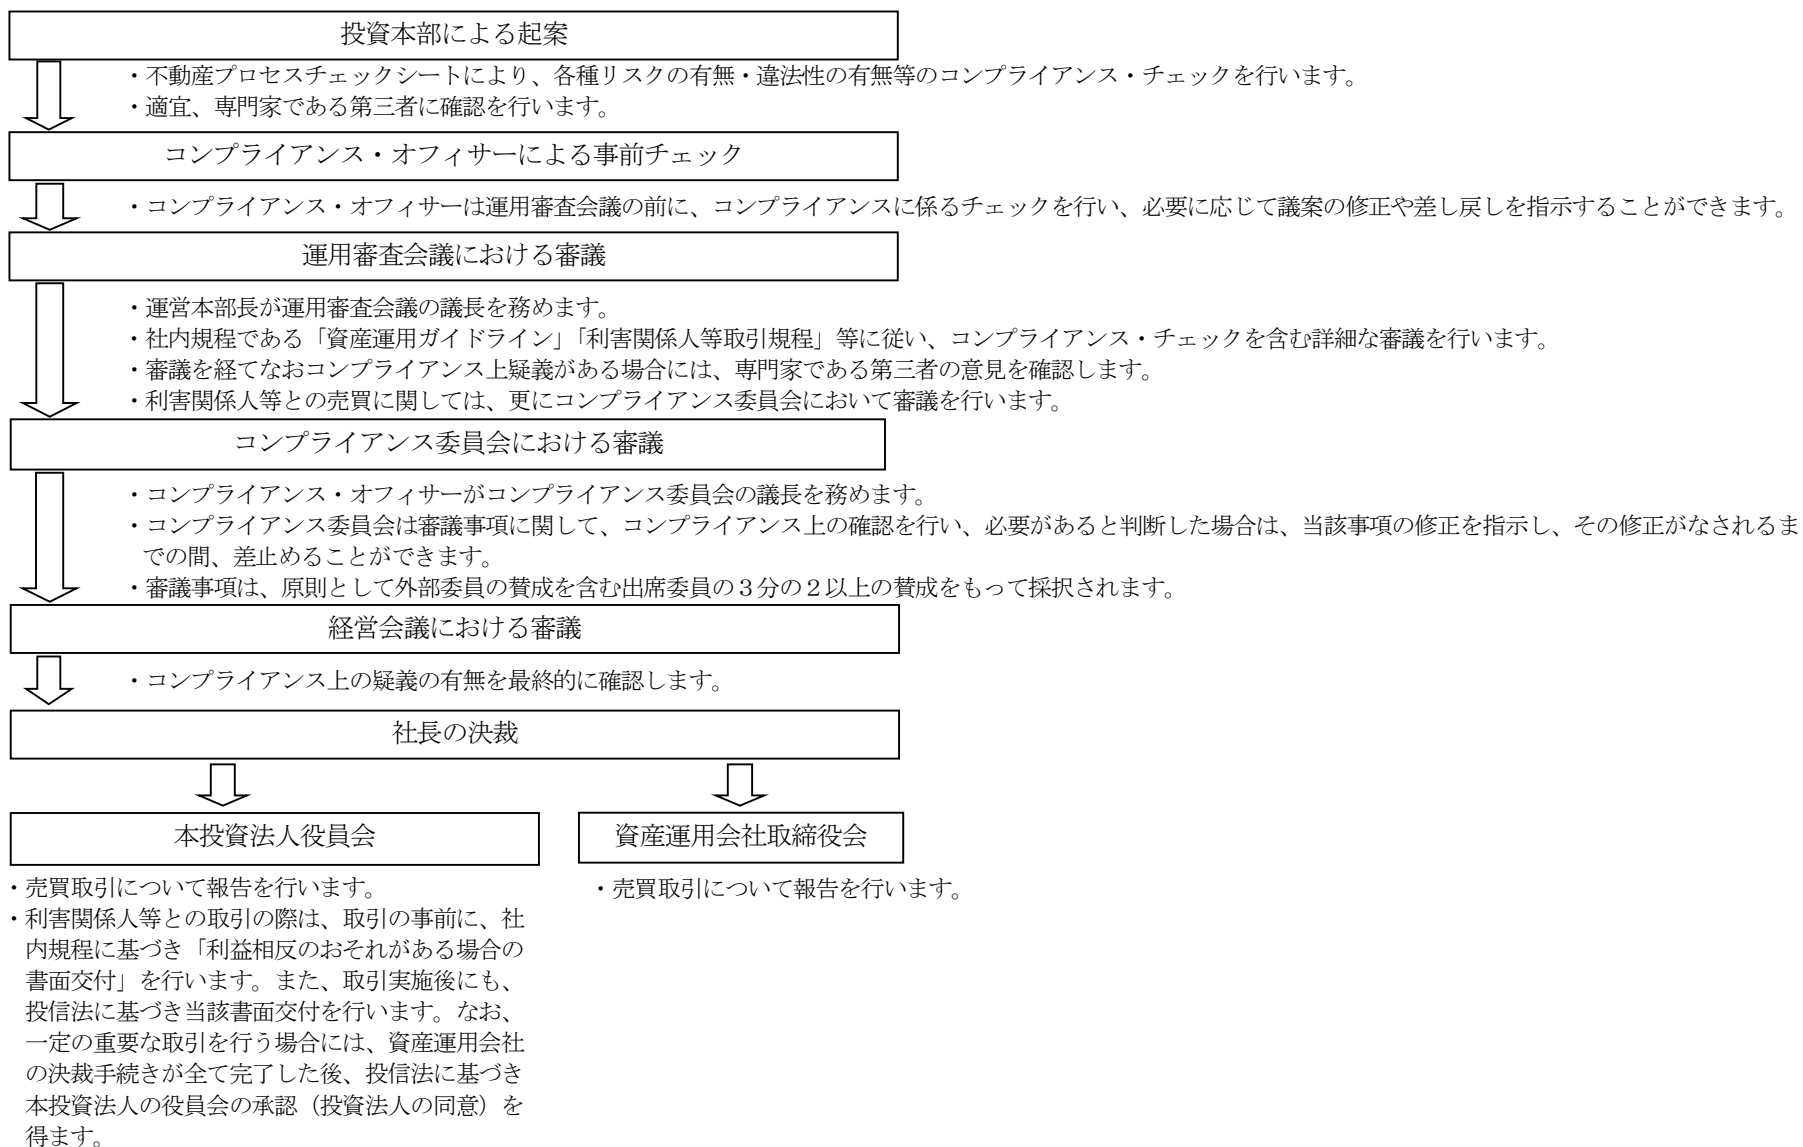 投資本部による起案
・不動産プロセスチェックシートにより、各種リスクの有無・違法性の有無等のコンプライアンス・チェックを行います。
・適宜、専門家である第三者に確認を行います。
コンプライアンス・オフィサーによる事前チェック
・コンプライアンス・オフィサーは運用審査会議の前に、コンプライアンスに係るチェックを行い、必要に応じて議案の修正や差し戻しを指示することができます。
運用審査会議における審議
・運営本部長が運用審査会議の議長を務めます。
・社内規程である「資産運用ガイドライン」「利害関係人等取引規程」等に従い、コンプライアンス・チェックを含む詳細な審議を行います。
・審議を経てなおコンプライアンス上疑義がある場合には、専門家である第三者の意見を確認します。
・利害関係人等との売買に関しては、更にコンプライアンス委員会において審議を行います。
コンプライアンス委員会における審議
・コンプライアンス・オフィサーがコンプライアンス委員会の議長を務めます。
・コンプライアンス委員会は審議事項に関して、コンプライアンス上の確認を行い、必要があると判断した場合は、当該事項の修正を指示し、その修正がなされるま
での間、差止めることができます。
・審議事項は、原則として外部委員の賛成を含む出席委員の３分の２以上の賛成をもって採択されます。
経営会議における審議
・コンプライアンス上の疑義の有無を最終的に確認します。
社長の決裁
本投資法人役員会
・売買取引について報告を行います。
・利害関係人等との取引の際は、取引の事前に、社
内規程に基づき「利益相反のおそれがある場合の
書面交付」を行います。また、取引実施後にも、
投信法に基づき当該書面交付を行います。なお、
一定の重要な取引を行う場合には、資産運用会社
の決裁手続きが全て完了した後、投信法に基づき
本投資法人の役員会の承認（投資法人の同意）を
得ます。
資産運用会社取締役会
・売買取引について報告を行います。